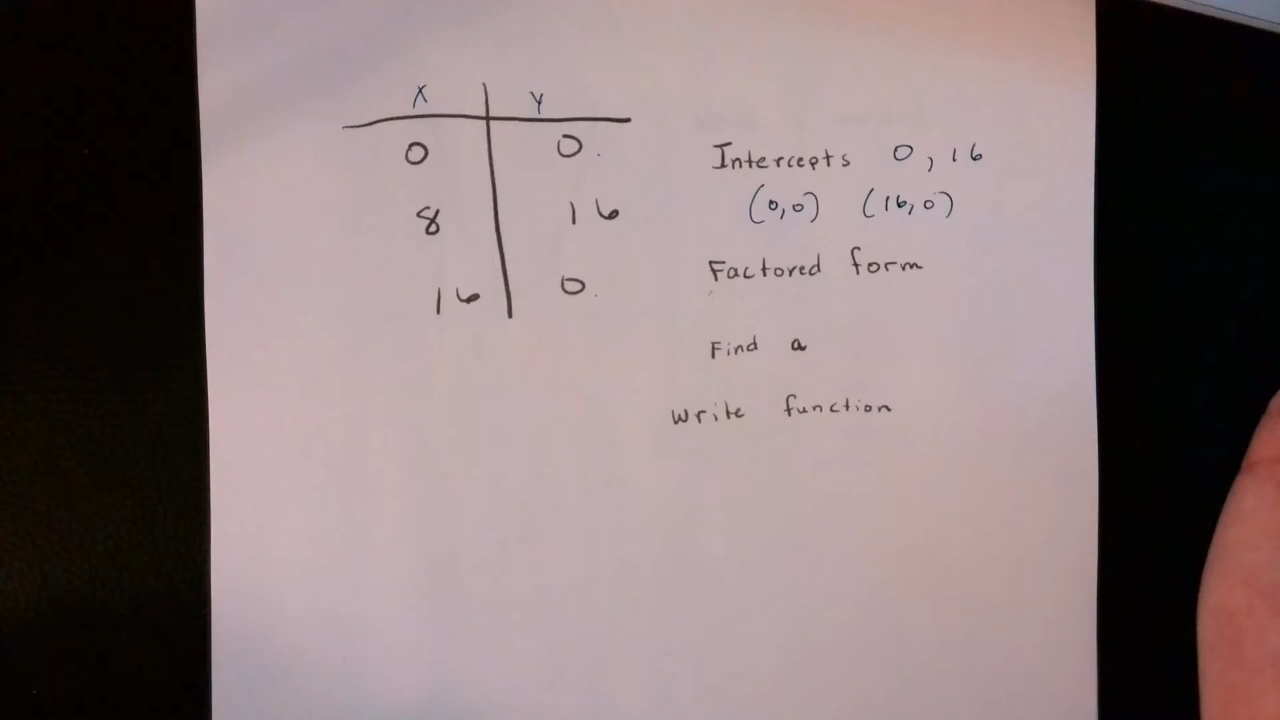 X Y
0 0.
8 16
16 0.
Intercepts 0, 16
(0,0) (16,0)
Factored form
Find a
Write function